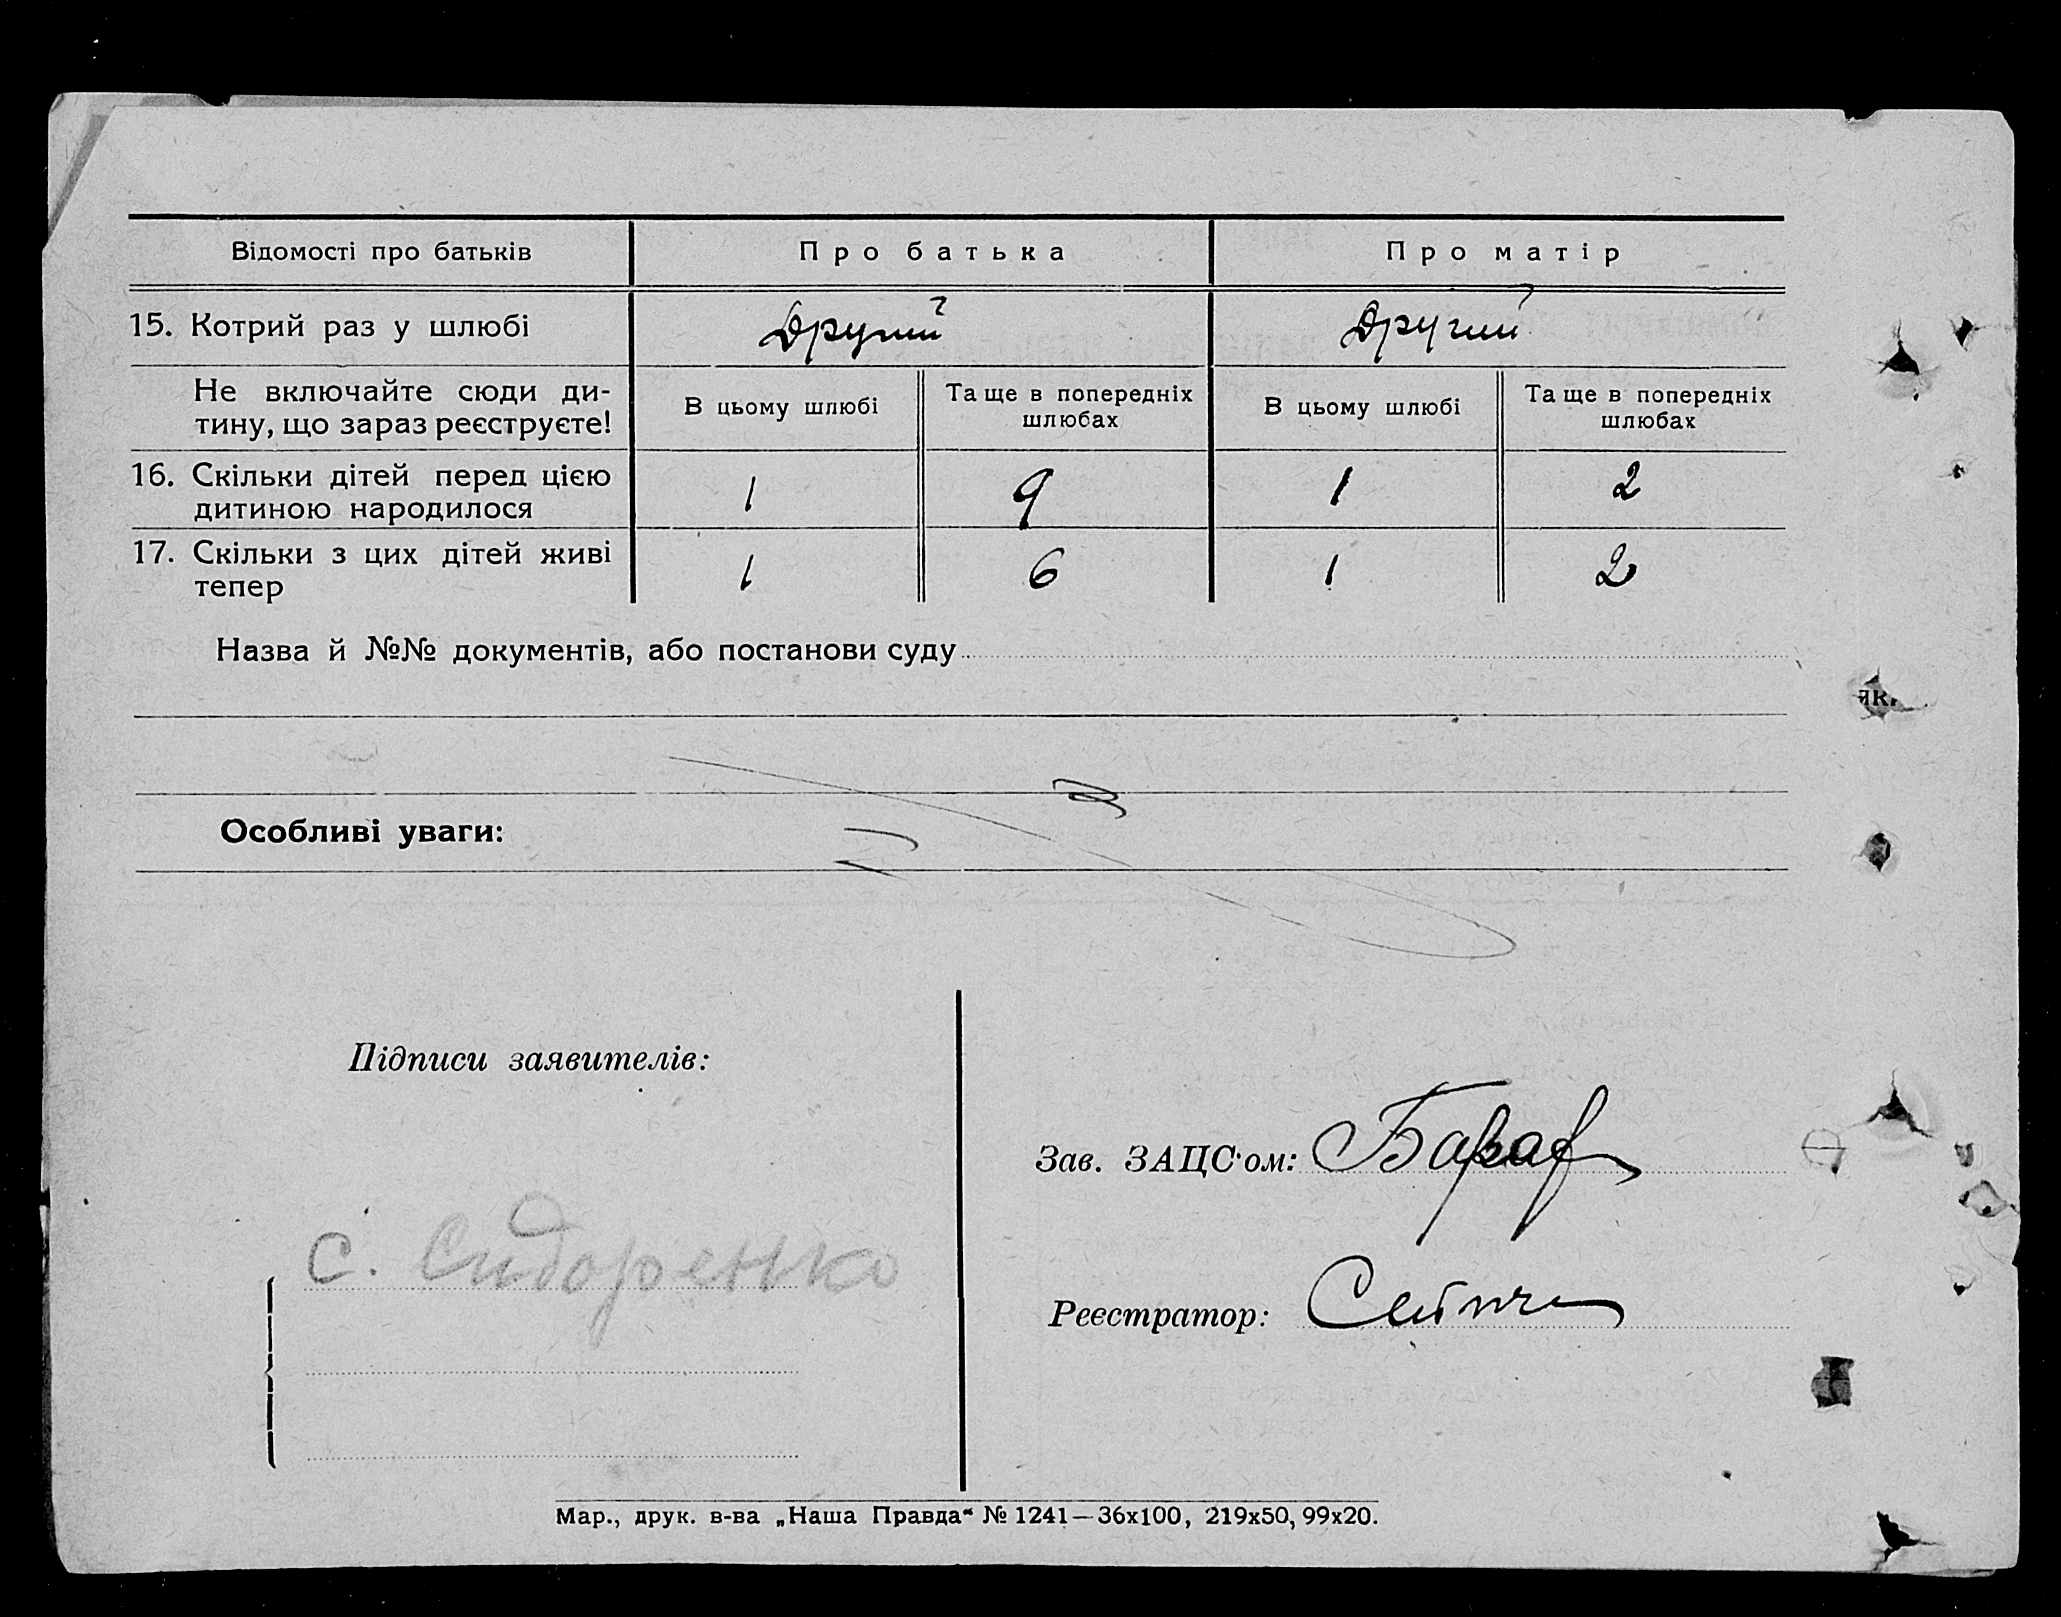 Відомості про батьків Про батька Про матір
15. Котрий раз у шлюбі Другий Другий
Не включайте сюди ди-
тину, що зараз реєструєте!
В цьому шлюбі
Та ще в попередніх
шлюбах
В цьому шлюбі
Та ще в попередніх
шлюбах
16. Скільки дітей перед цією
дитиною народилося
1 9 1 2
17. Скільки з цих дітей живі
тепер
1 6 1 2
Назва й №№ документів, або постанови суду
Особливі уваги:
Підписи заявителів:
С. Сидоренко
Зав. ЗАЦС'ом:
Реєстратор:
Мар., друк. в-ва „Наша Правда“ № 1241—36х100, 219х50, 99х20.